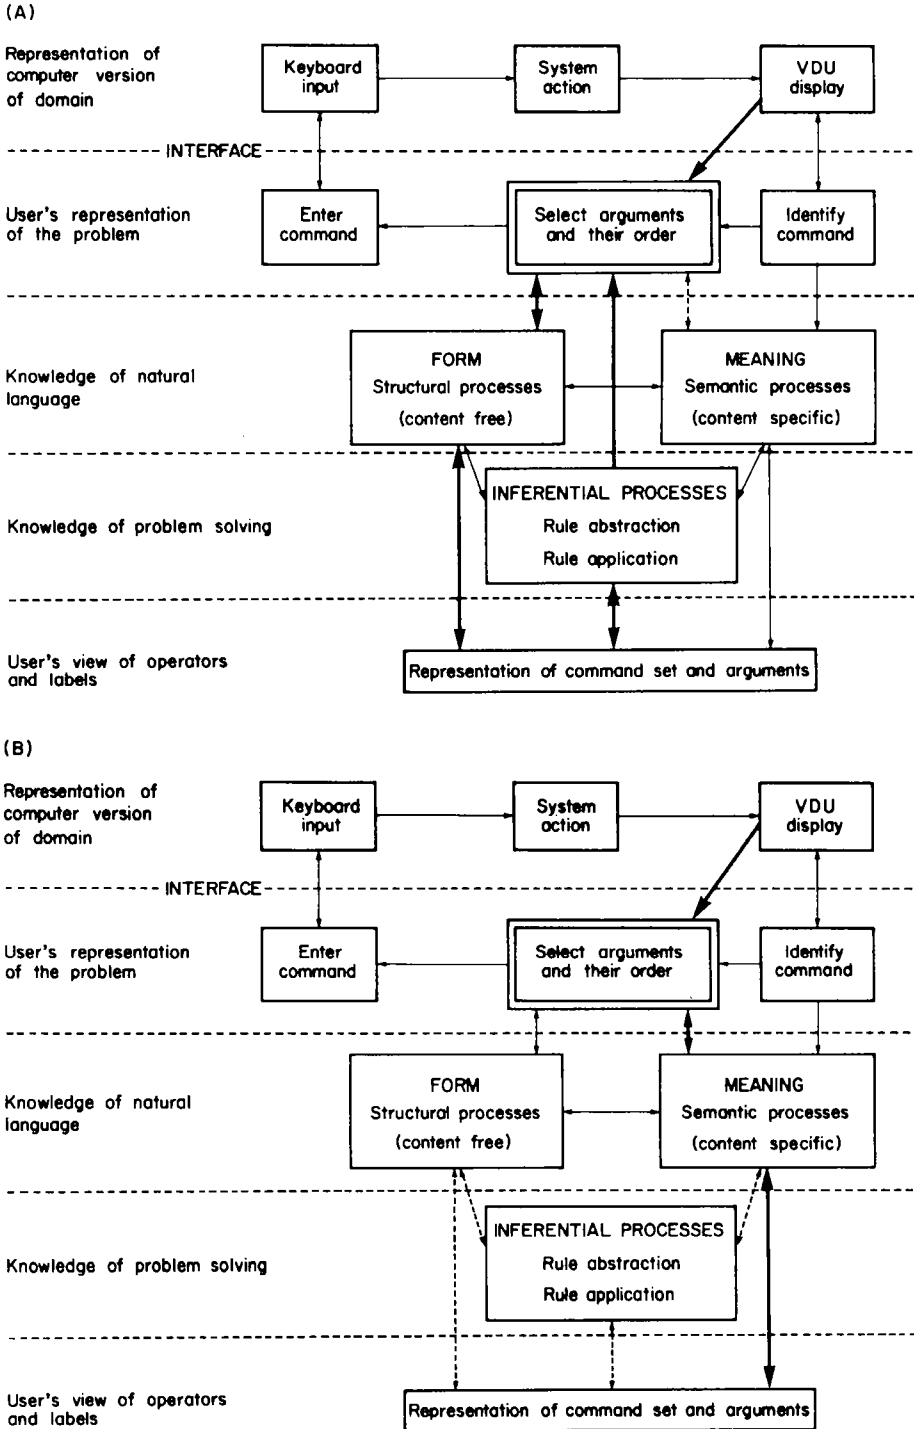 (A)
Representation of
computer version
of domain
Keyboard
input
System
action
VDU
display
INTERFACE
User's representation
of the problem
Enter
command
Select arguments
and their order
Identify
command
Knowledge of natural
language
FORM
Structural processes
(content free)
MEANING
Semantic processes
(content specific)
Knowledge of problem solving
INFERENTIAL PROCESSES
Rule abstraction
Rule application
User's view of operators
and labels
Representation of command set and arguments
(B)
Representation of
computer version
of domain
Keyboard
input
System
action
VDU
display
INTERFACE
User's representation
of the problem
Enter
command
Select arguments
and their order
Identify
command
Knowledge of natural
language
FORM
Structural processes
(content free)
MEANING
Semantic processes
(content specific)
Knowledge of problem solving
INFERENTIAL PROCESSES
Rule abstraction
Rule application
User's view of operators
and labels
Representation of command set and arguments